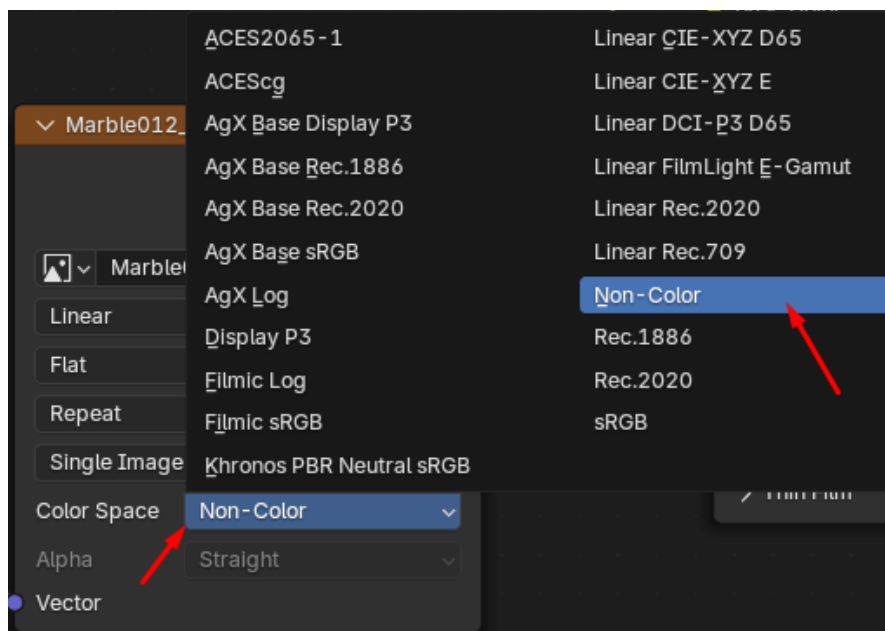 ACES2065-1
ACEScg
AgX Base Display P3
AgX Base Rec.1886
AgX Base Rec.2020
AgX Base sRGB
AgX Log
Display P3
Filmic Log
Filmic sRGB
Khronos PBR Neutral sRGB
Linear CIE-XYZ D65
Linear CIE-XYZ E
Linear DCI-P3 D65
Linear FilmLight E-Gamut
Linear Rec.2020
Linear Rec.709
Non-Color
Rec.1886
Rec.2020
sRGB
Marble012_
Marble
Linear
Flat
Repeat
Single Image
Color Space Non-Color
Alpha Straight
Vector
Thin Film